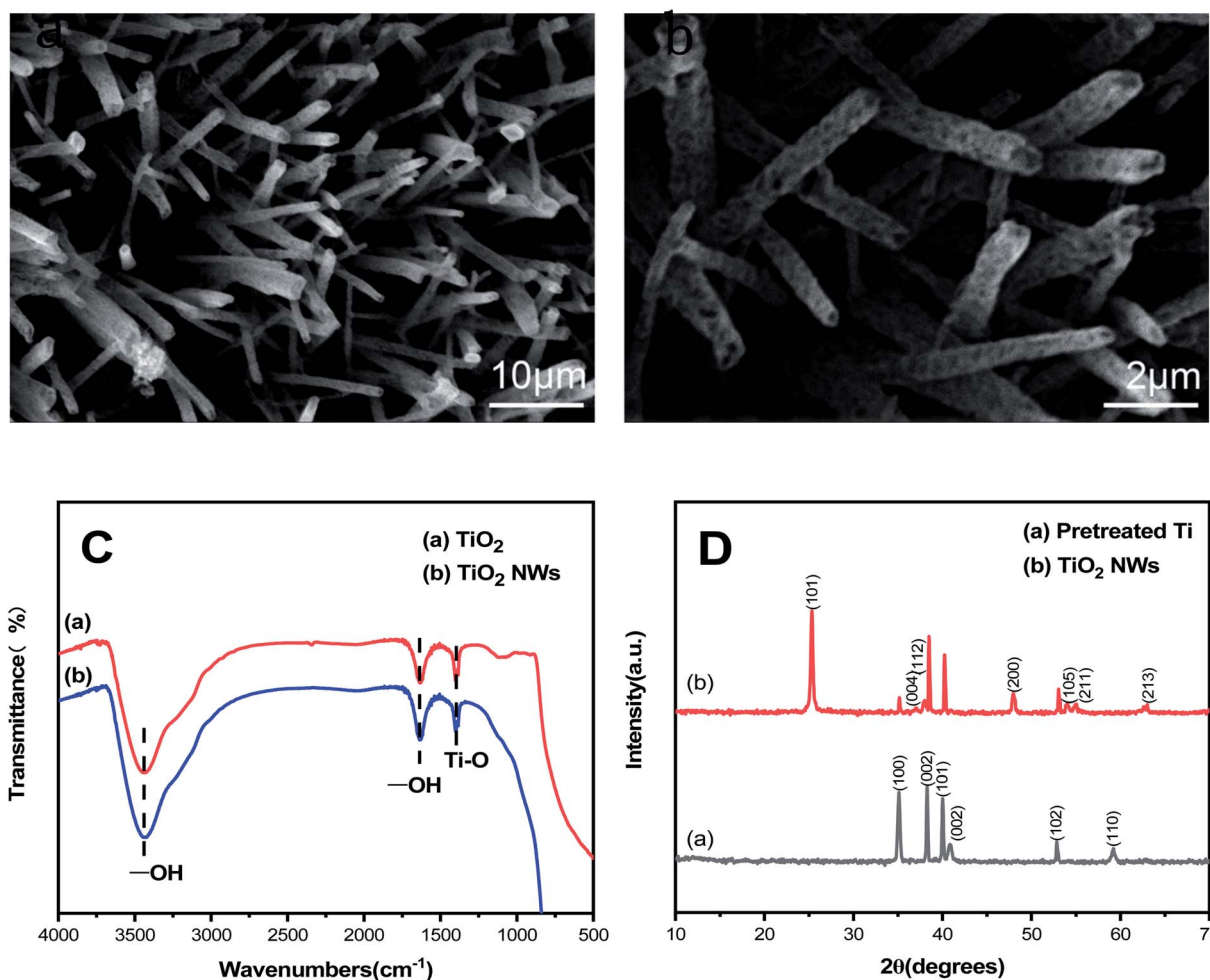 a
10μm
b
2μm
C
(a) TiO2
(b) TiO2 NWs
(a)
(b)
—OH
—OH
Ti-O
Transmittance( %)
4000 3500 3000 2500 2000 1500 1000 500
Wavenumbers(cm-1)
D
(a) Pretreated Ti
(b) TiO2 NWs
(b)
(101)
(004)
(112)
(200)
(105)
(211)
(213)
(a)
(100)
(002)
(101)
(002)
(102)
(110)
Intensity(a.u.)
10 20 30 40 50 60 7
2θ(degrees)